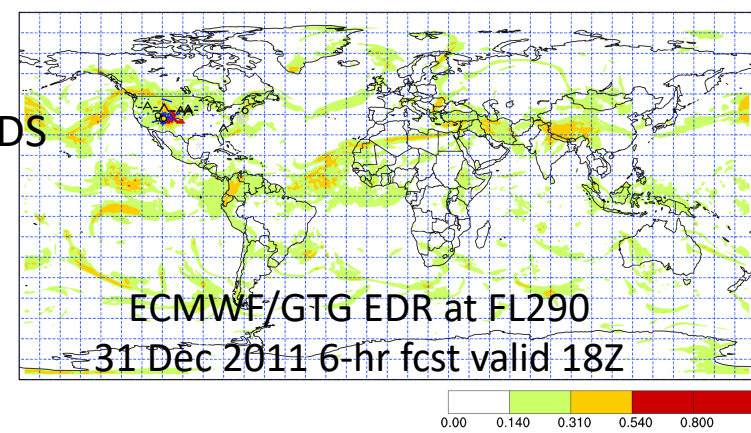 DS
ECMWF/GTG EDR at FL290
31 Dec 2011 6-hr fcst valid 18Z
0.00 0.140 0.310 0.540 0.800